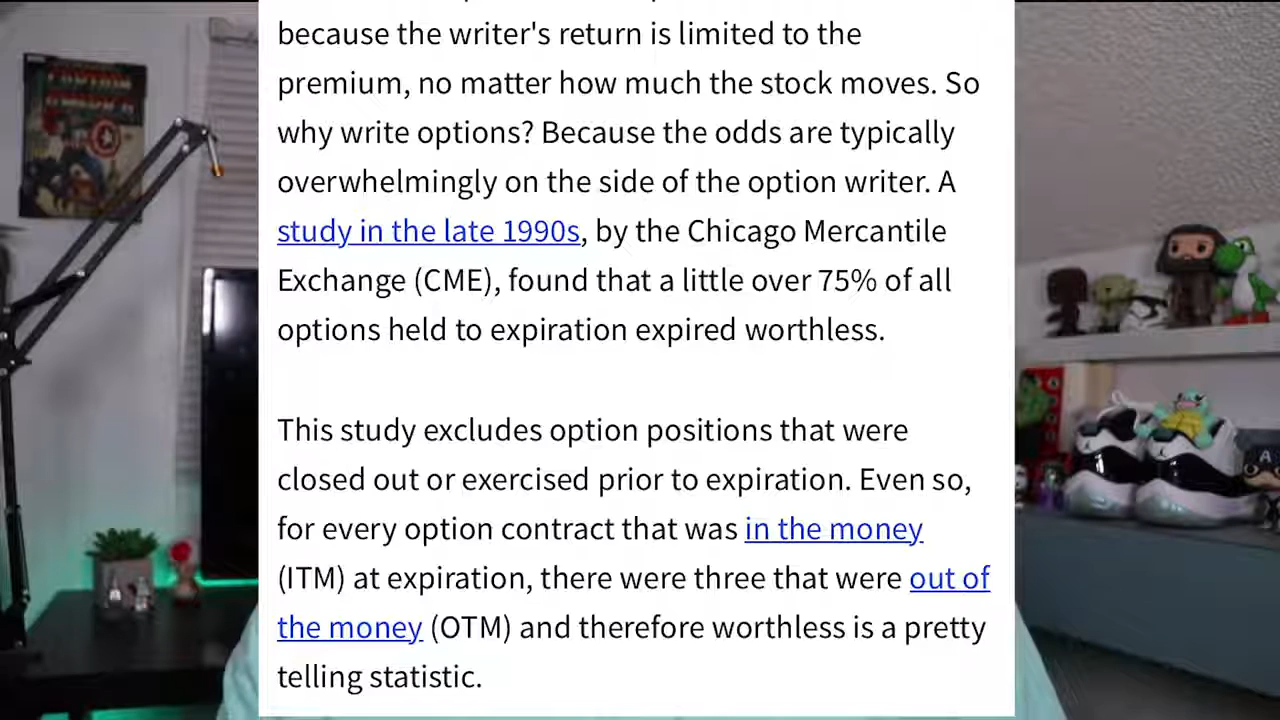 because the writer's return is limited to the
premium, no matter how much the stock moves. So
why write options? Because the odds are typically
overwhelmingly on the side of the option writer. A
study in the late 1990s, by the Chicago Mercantile
Exchange (CME), found that a little over 75% of all
options held to expiration expired worthless.
This study excludes option positions that were
closed out or exercised prior to expiration. Even so,
for every option contract that was in the money
(ITM) at expiration, there were three that were out of
the money (OTM) and therefore worthless is a pretty
telling statistic.